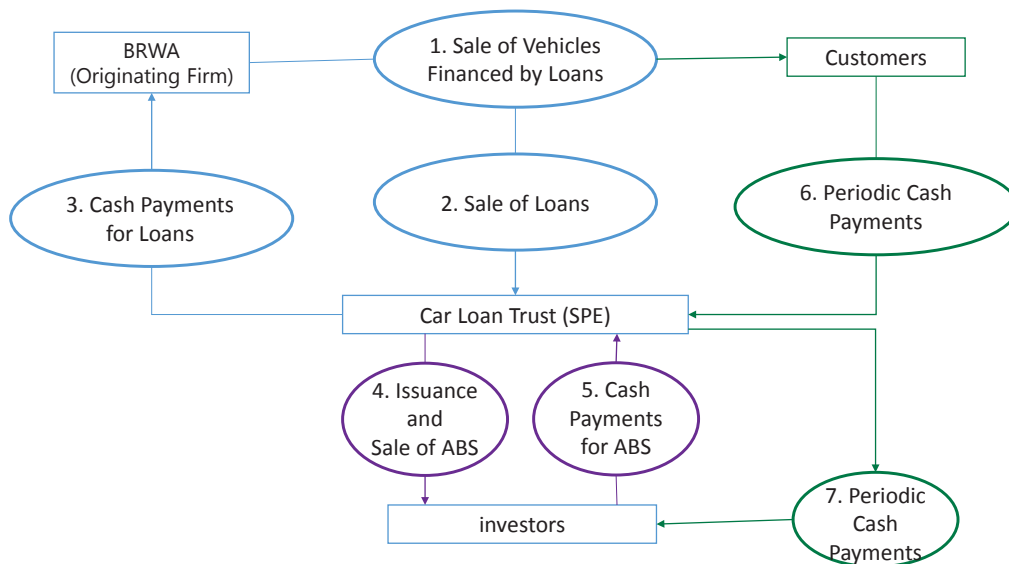 BRWA
(Originating Firm)
1. Sale of Vehicles
Financed by Loans
Customers
3. Cash Payments
for Loans
2. Sale of Loans
6. Periodic Cash
Payments
Car Loan Trust (SPE)
4. Issuance
and
Sale of ABS
5. Cash
Payments
for ABS
investors
7. Periodic
Cash
Payments